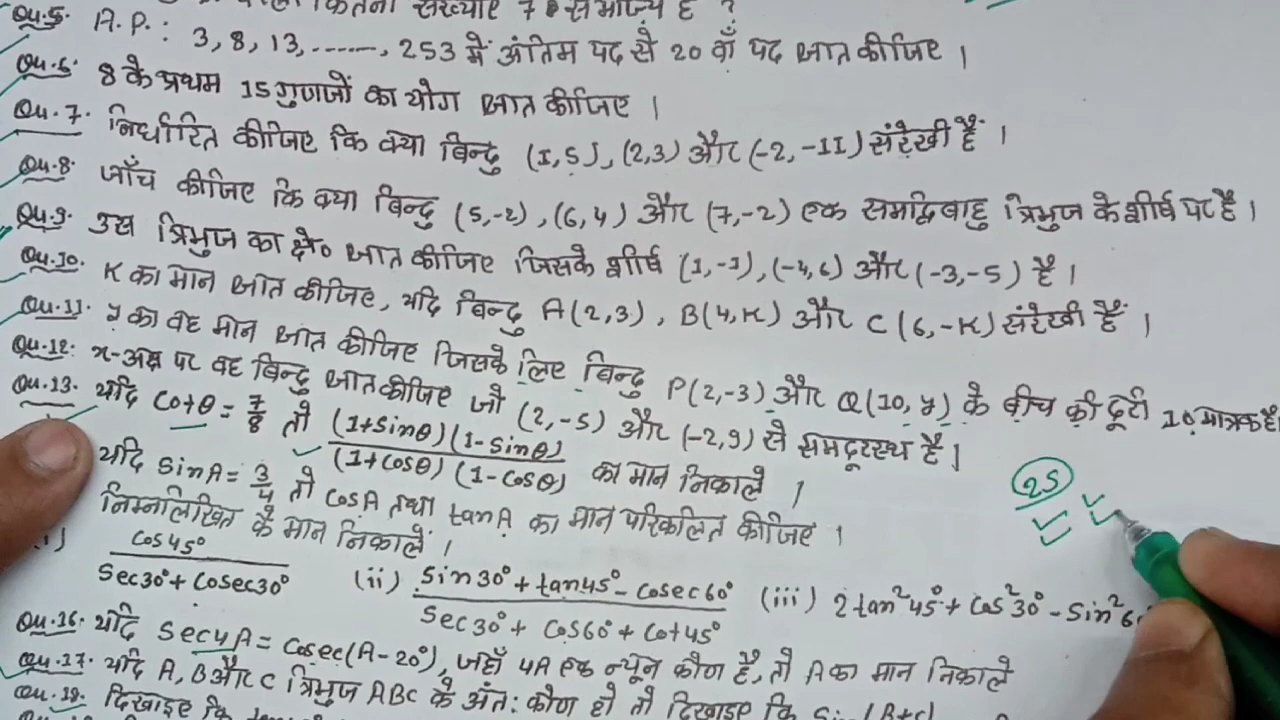 कितनी संख्याएँ 7 से भाज्य है ?
Qu.5. A.P. : 3, 8, 13, ......, 253 में अंतिम पद से 20 वाँ पद ज्ञात कीजिए ।
Qu.6. 8 के प्रथम 15 गुणजों का योग ज्ञात कीजिए ।
Qu.7. निर्धारित कीजिए कि क्या बिन्दु (1,5), (2,3) और (-2,-11) संरेखी है ।
Qu.8. जाँच कीजिए कि क्या बिन्दु (5,-2), (6,4) और (7,-2) एक समद्विबाहु त्रिभुज के शीर्ष पर है ।
Qu.9. उस त्रिभुज का क्षे० ज्ञात कीजिए जिसके शीर्ष (1,-1), (-4,6) और (-3,-5) है ।
Qu.10. K का मान ज्ञात कीजिए, यदि बिन्दु A(2,3), B(4,K) और C(6,-K) संरेखी है ।
Qu.11. y का वह मान ज्ञात कीजिए जिसके लिए बिन्दु P(2,-3) और Q(10,y) के बीच की दूरी 10 मात्रक है ।
Qu.12. x-अक्ष पर वह बिन्दु ज्ञात कीजिए जो (2,-5) और (-2,9) से समदूरस्थ है ।
Qu.13. यदि cotθ = 7/8 तो (1+sinθ)(1-sinθ)/(1+cosθ)(1-cosθ) का मान निकालें ।
यदि sinA = 3/4 तो cosA तथा tanA का मान परिकलित कीजिए ।
निम्नलिखित के मान निकालें ।
i) cos45°/sec30°+cosec30° (ii) sin30°+tan45°-cosec60°/sec30°+cos60°+cot45° (iii) 2tan²45°+cos²30°-sin²6
Qu.16. यदि sec4A = cosec(A-20°), जहाँ 4A एक न्यून कोण है, तो A का मान निकालें
Qu.17. यदि A, B और C त्रिभुज ABC के अंत: कोण हो तो दिखाइए कि sin(B+C)
Qu.18. दिखाइए कि
25